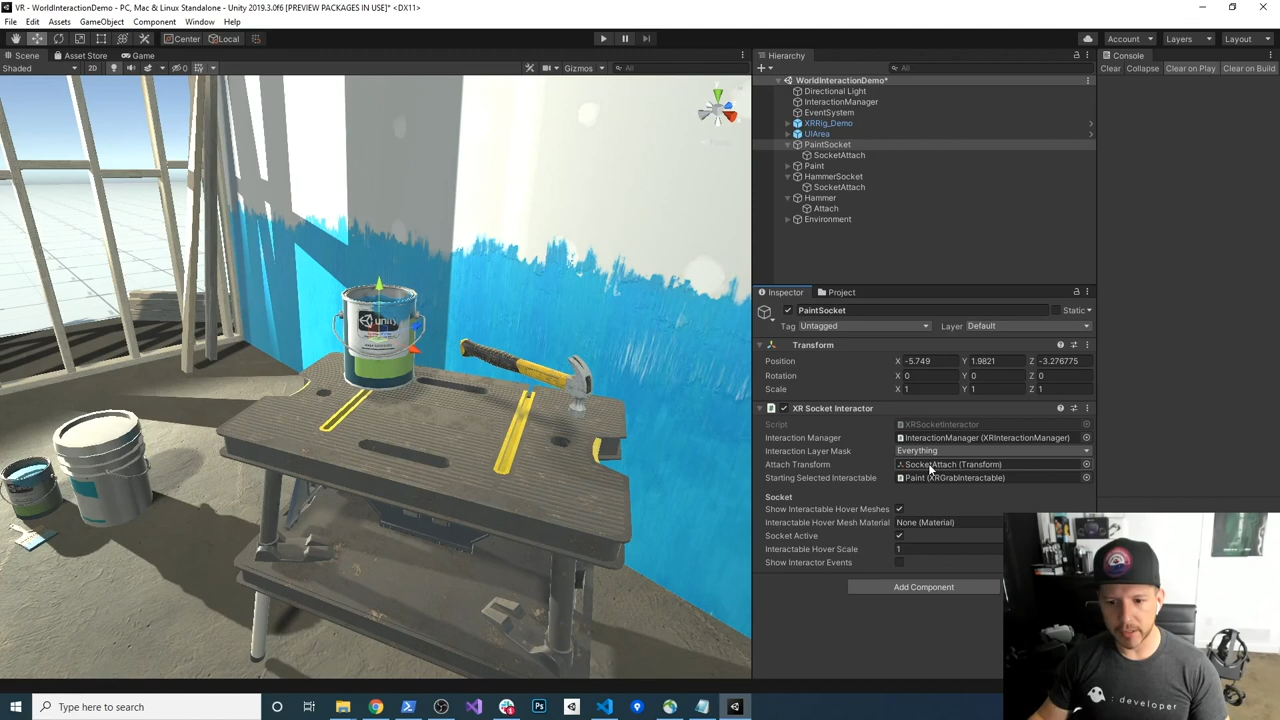 VR - WorldInteractionDemo - PC, Mac & Linux Standalone - Unity 2019.3.0f6 [PREVIEW PACKAGES IN USE]* <DX11>
File Edit Assets GameObject Component Window Help
Center Local Account Layers Layout
Scene Asset Store Game
Shaded 2D 0 Gizmos All
unity
Hierarchy
All
WorldInteractionDemo*
Directional Light
InteractionManager
EventSystem
XRRig_Demo
UIArea
PaintSocket
SocketAttach
Paint
HammerSocket
SocketAttach
Hammer
Attach
Environment
Console
Clear Collapse Clear on Play Clear on Build
Inspector Project
PaintSocket Static
Tag Untagged Layer Default
Transform
Position X -5.749 Y 1.9821 Z -3.276775
Rotation X 0 Y 0 Z 0
Scale X 1 Y 1 Z 1
XR Socket Interactor
Script XRSocketInteractor
Interaction Manager InteractionManager (XRInteractionManager)
Interaction Layer Mask Everything
Attach Transform SocketAttach (Transform)
Starting Selected Interactable Paint (XRGrabInteractable)
Socket
Show Interactable Hover Meshes
Interactable Hover Mesh Material None (Material)
Socket Active
Interactable Hover Scale 1
Show Interactor Events
Add Component
: developer
Type here to search
Ps